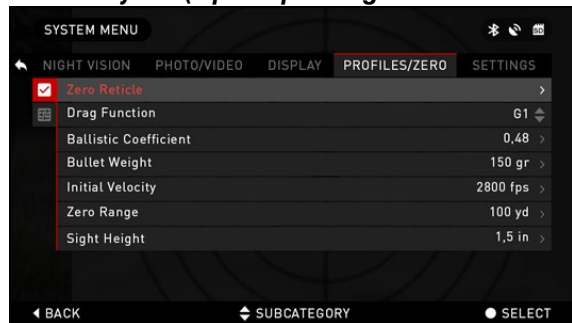 SYSTEM MENU
NIGHT VISION PHOTO/VIDEO DISPLAY PROFILES/ZERO SETTINGS
Zero Reticle
Drag Function G1
Ballistic Coefficient 0,48
Bullet Weight 150 gr
Initial Velocity 2800 fps
Zero Range 100 yd
Sight Height 1,5 in
BACK SUBCATEGORY SELECT